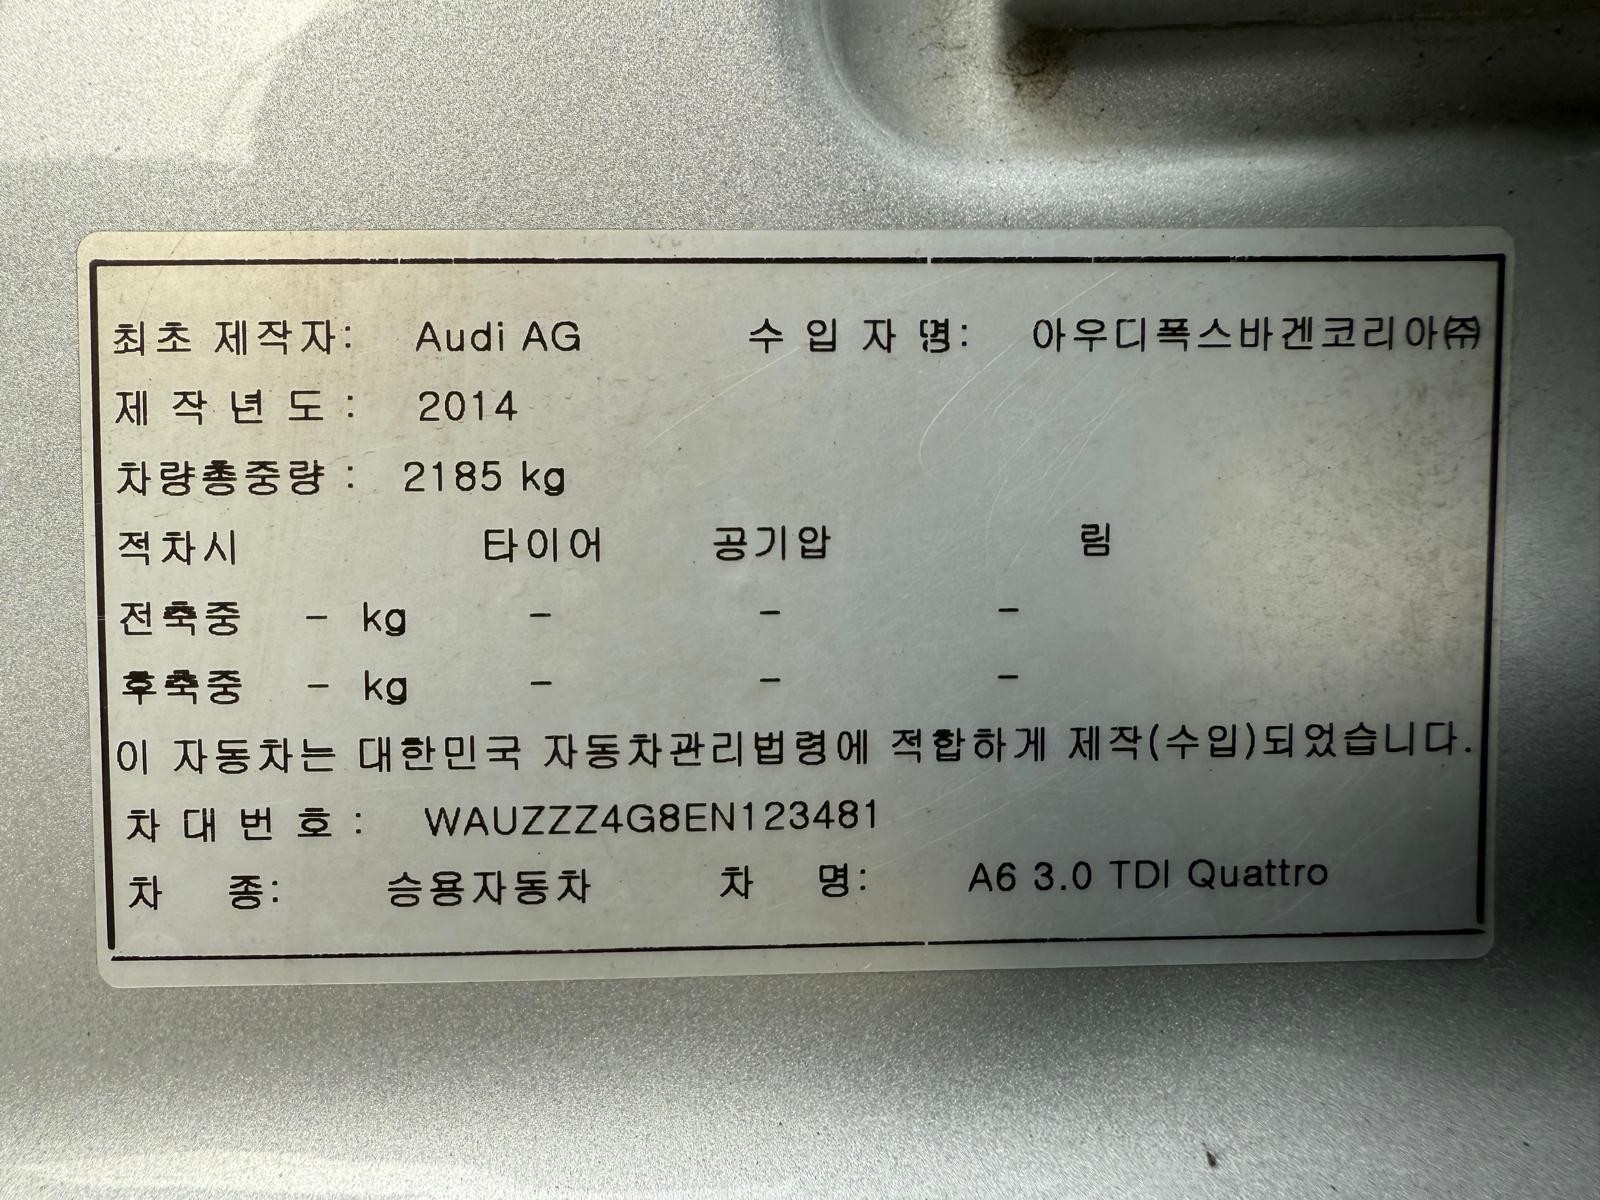 최초 제작자: Audi AG 수 입 자 명: 아우디폭스바겐코리아㈜
제 작 년 도 : 2014
차량총중량 : 2185 kg
적차시 타이어 공기압 림
전축중 - kg - - -
후축중 - kg - - -
이 자동차는 대한민국 자동차관리법령에 적합하게 제작(수입)되었습니다.
차 대 번 호 : WAUZZZ4G8EN123481
차 종: 승용자동차 차 명: A6 3.0 TDI Quattro